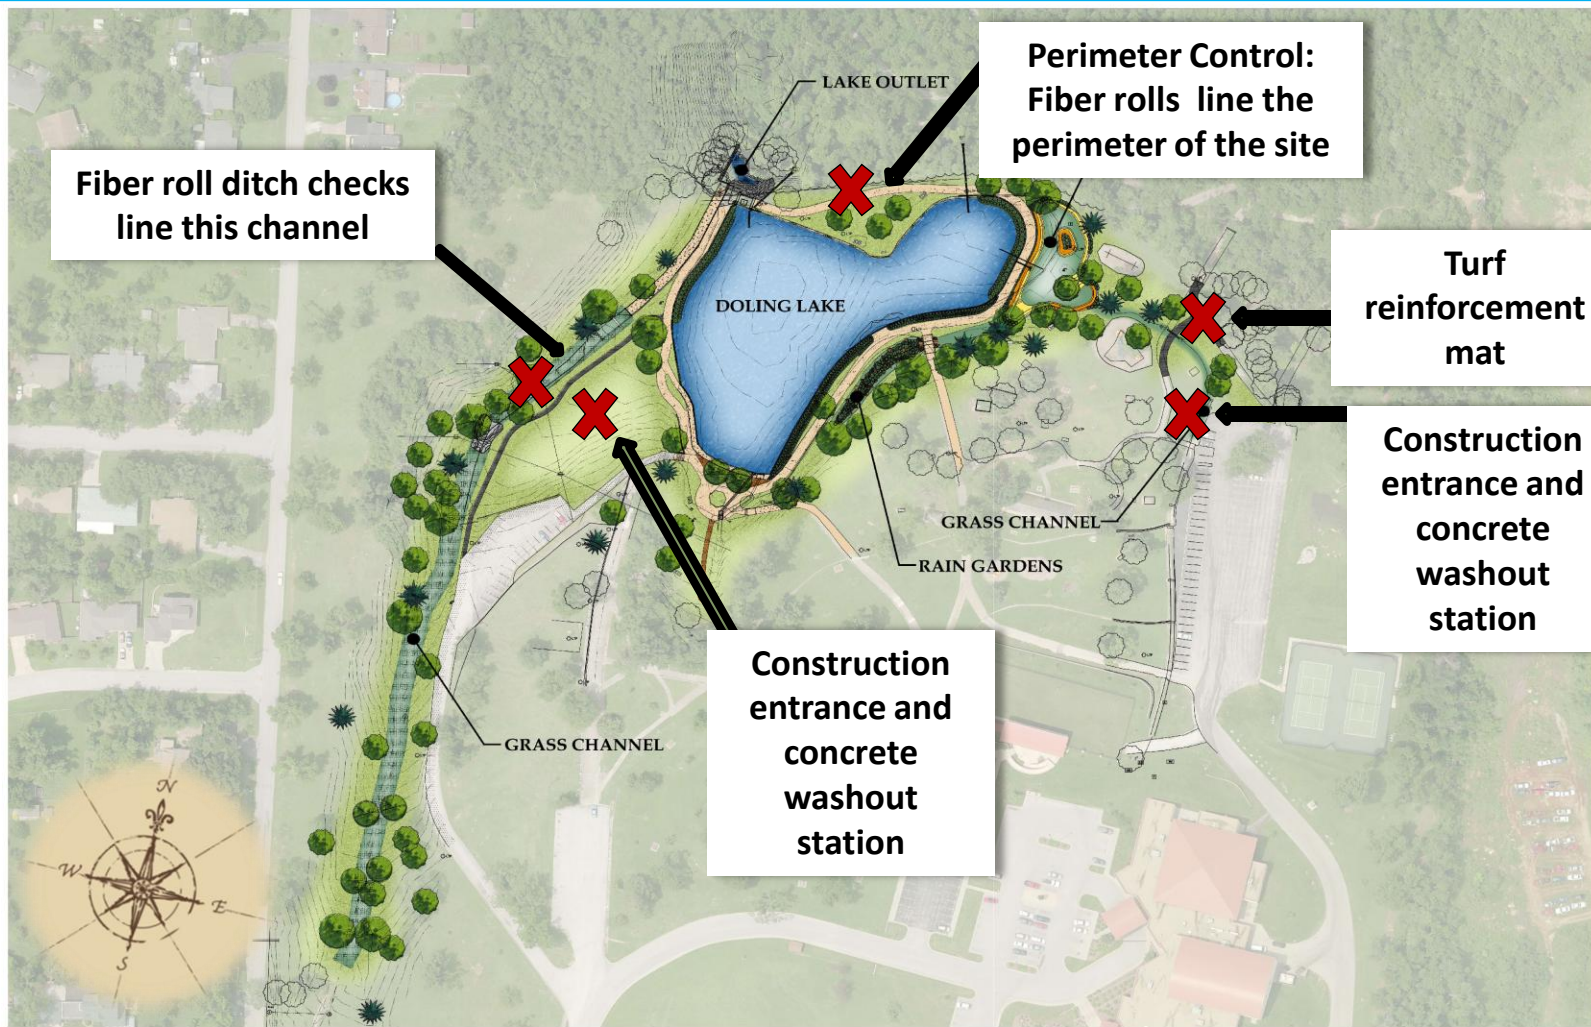 Perimeter Control:
Fiber rolls line the
perimeter of the site
LAKE OUTLET
Fiber roll ditch checks
line this channel
Turf
reinforcement
mat
DOLING LAKE
Construction
entrance and
concrete
washout
station
GRASS CHANNEL
RAIN GARDENS
Construction
entrance and
concrete
washout
station
GRASS CHANNEL
N
W
E
S